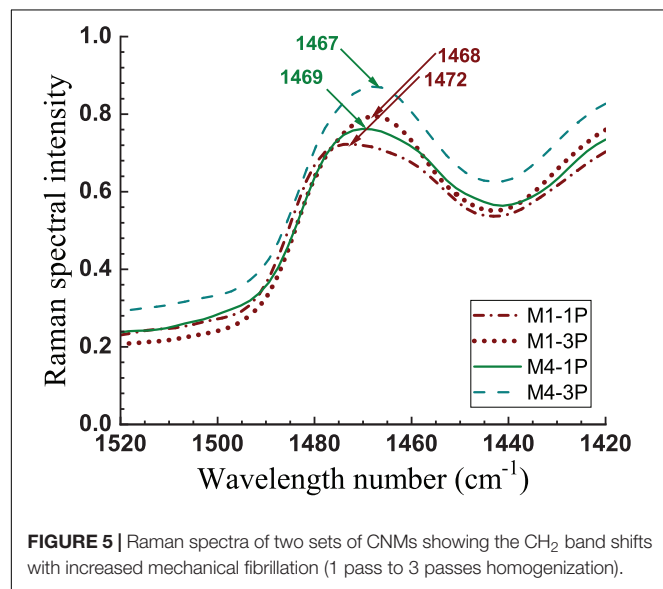 1.0
0.8
0.6
0.4
0.2
0.0
Raman spectral intensity
1467
1468
1469
1472
M1-1P
M1-3P
M4-1P
M4-3P
1520 1500 1480 1460 1440 1420
Wavelength number (cm⁻¹)
FIGURE 5 | Raman spectra of two sets of CNMs showing the CH₂ band shifts
with increased mechanical fibrillation (1 pass to 3 passes homogenization).